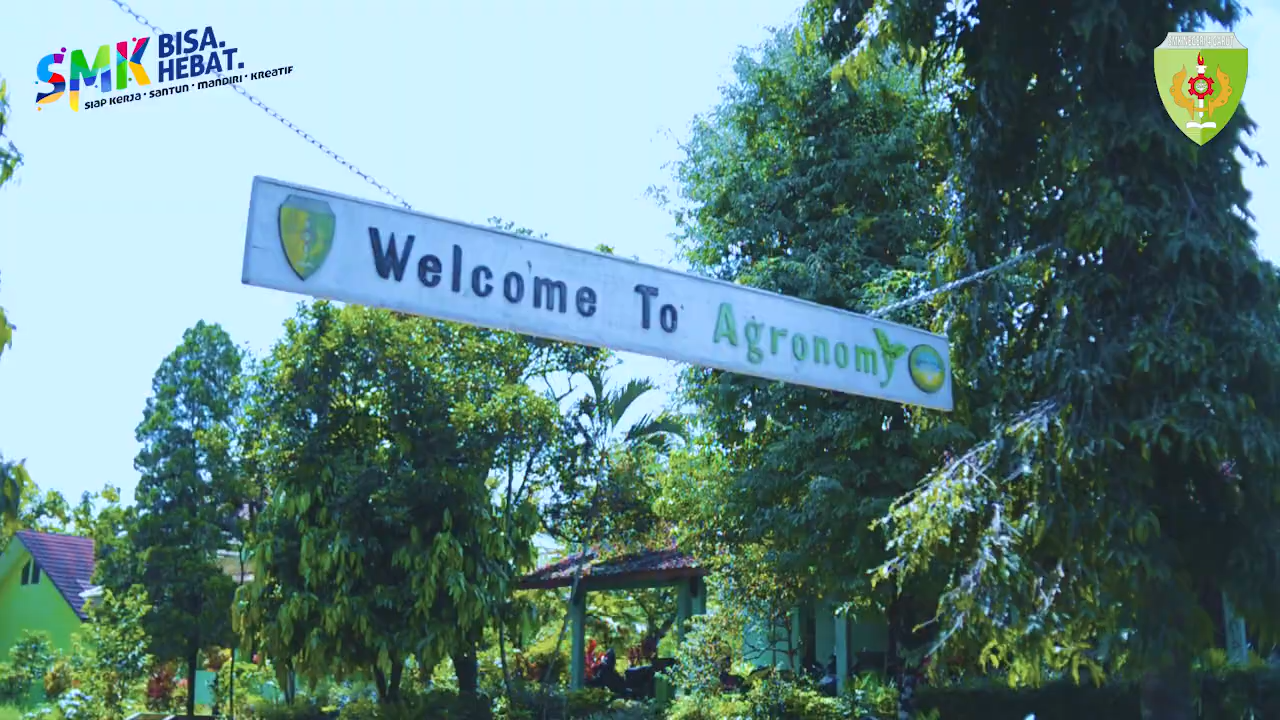 SMK BISA.
HEBAT.
SIAP KERJA • SANTUN • MANDIRI • KREATIF
Welcome To Agronomy